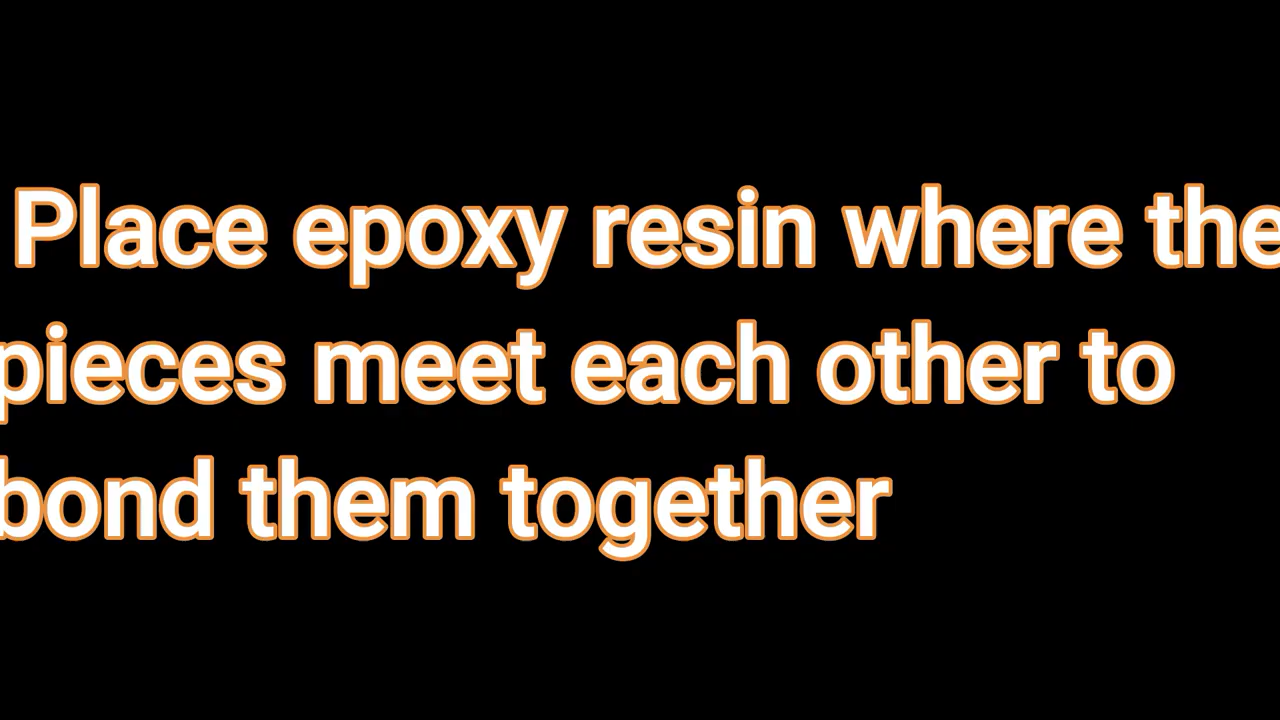 Place epoxy resin where the
pieces meet each other to
bond them together